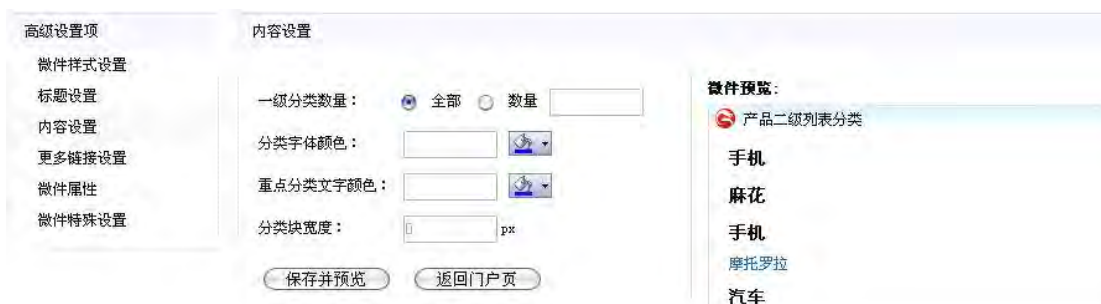 高级设置项
微件样式设置
标题设置
内容设置
更多链接设置
微件属性
微件特殊设置
内容设置
一级分类数量： 全部 数量
分类字体颜色：
重点分类文字颜色：
分类块宽度： 0 px
保存并预览 返回门户页
微件预览:
产品二级列表分类
手机
麻花
手机
摩托罗拉
汽车